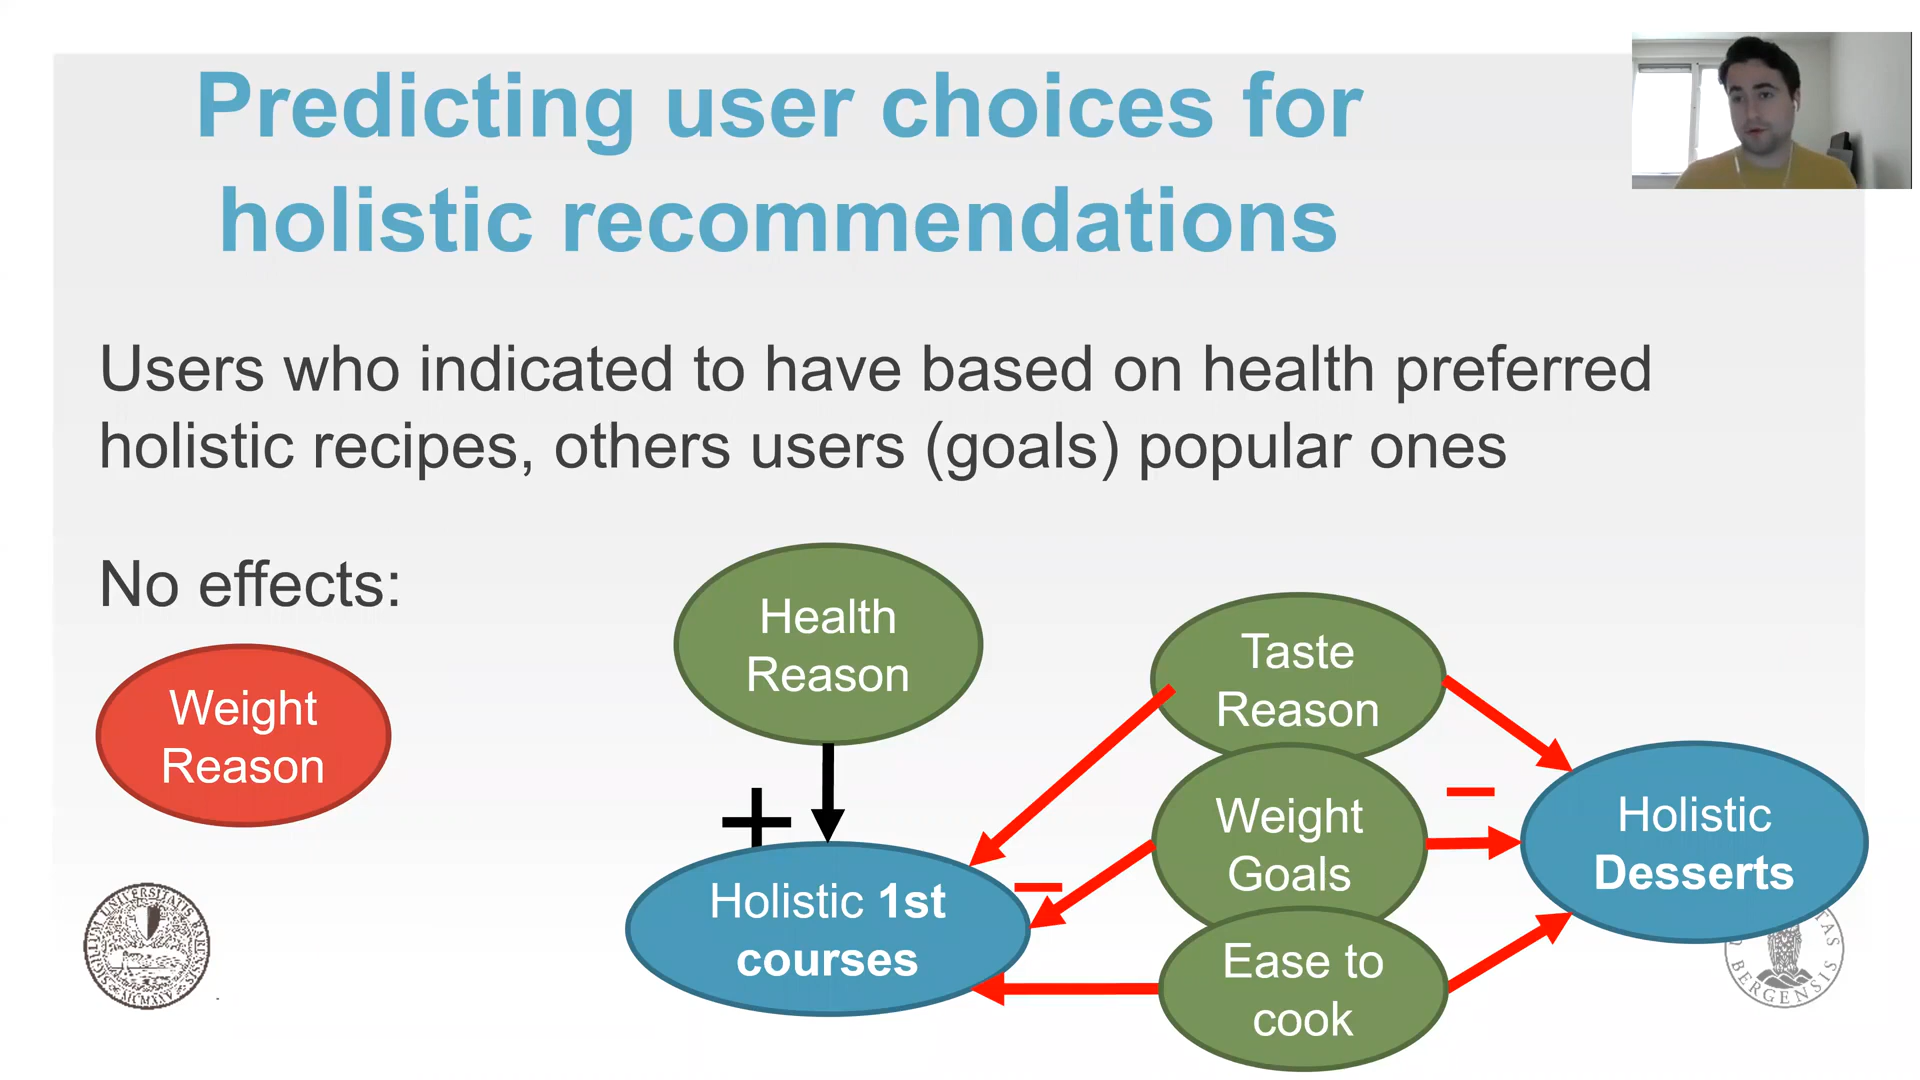 Predicting user choices for
holistic recommendations
Users who indicated to have based on health preferred
holistic recipes, others users (goals) popular ones
No effects:
Weight
Reason
Health
Reason
+
Taste
Reason
Weight
Goals
Ease to
cook
–
–
Holistic 1st
courses
Holistic
Desserts
BERGENSIS